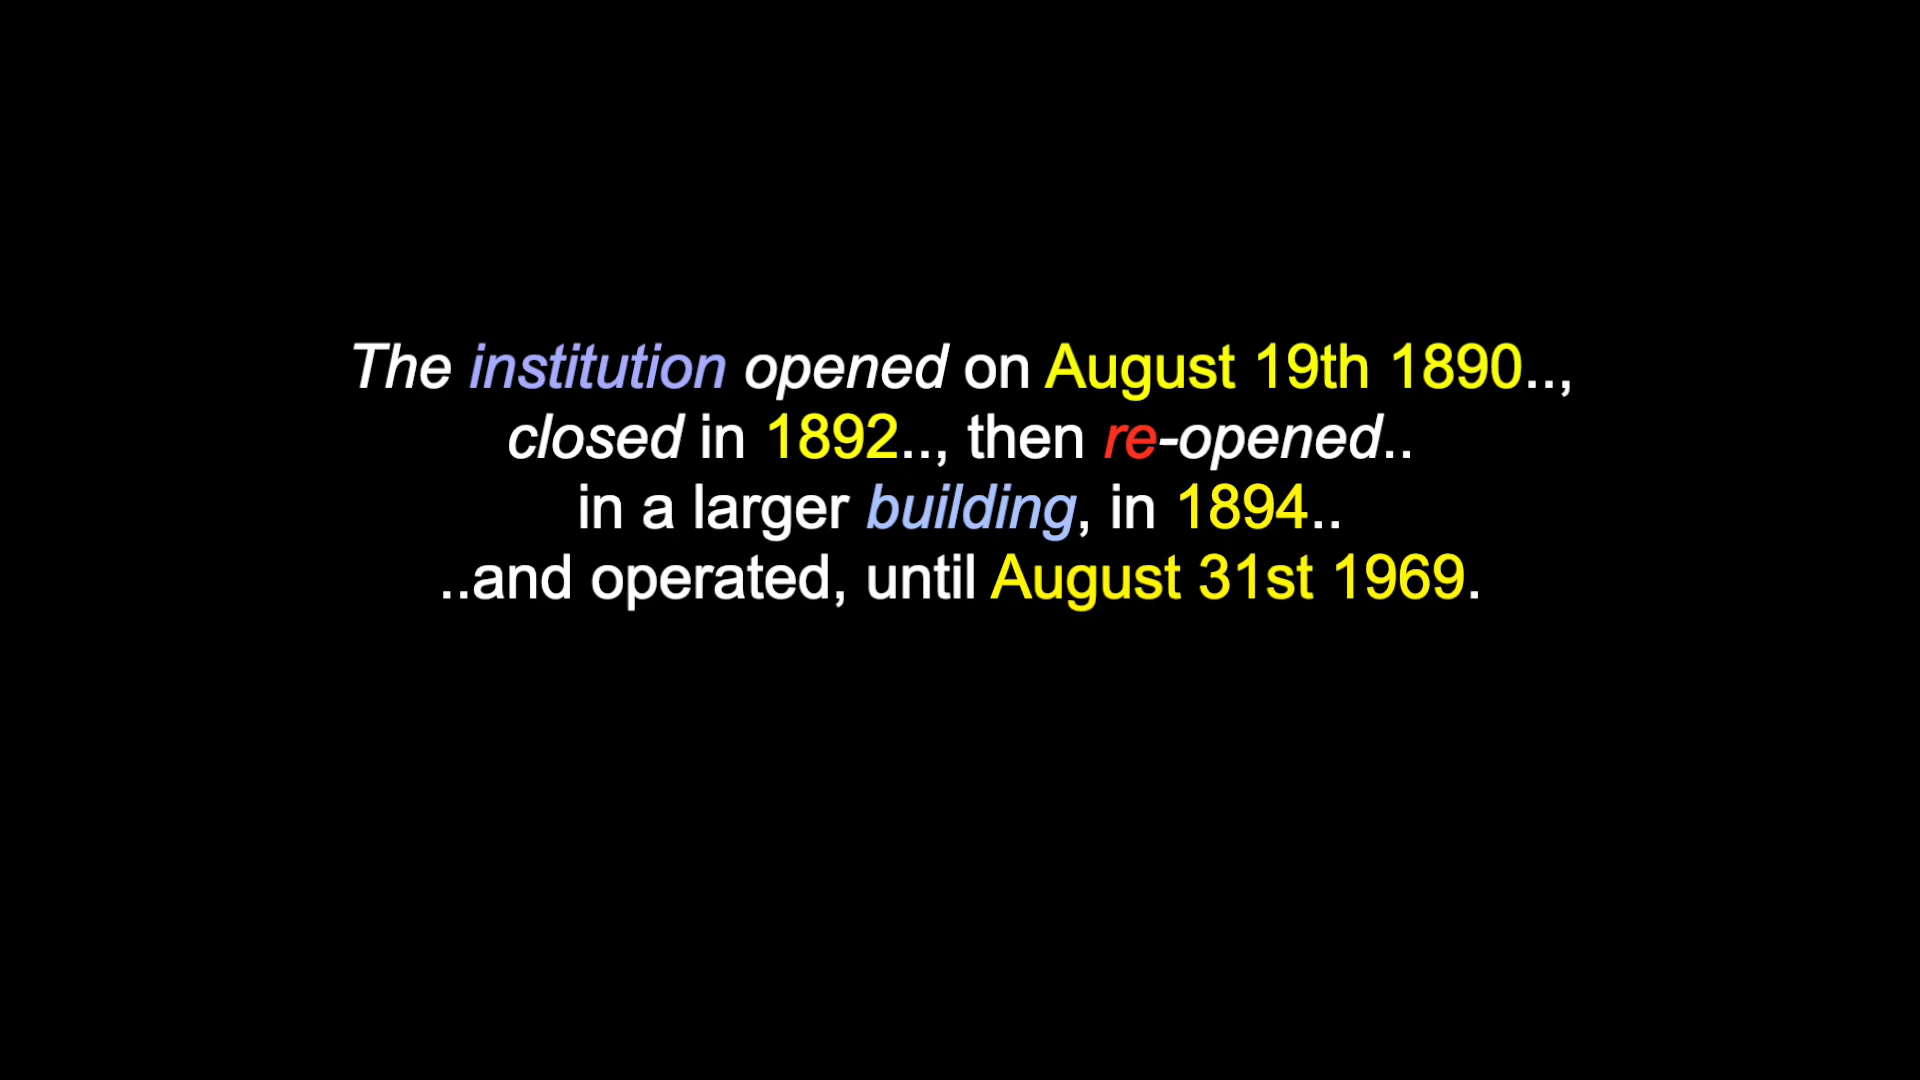 The institution opened on August 19th 1890..,
closed in 1892.., then re-opened..
in a larger building, in 1894..
..and operated, until August 31st 1969.